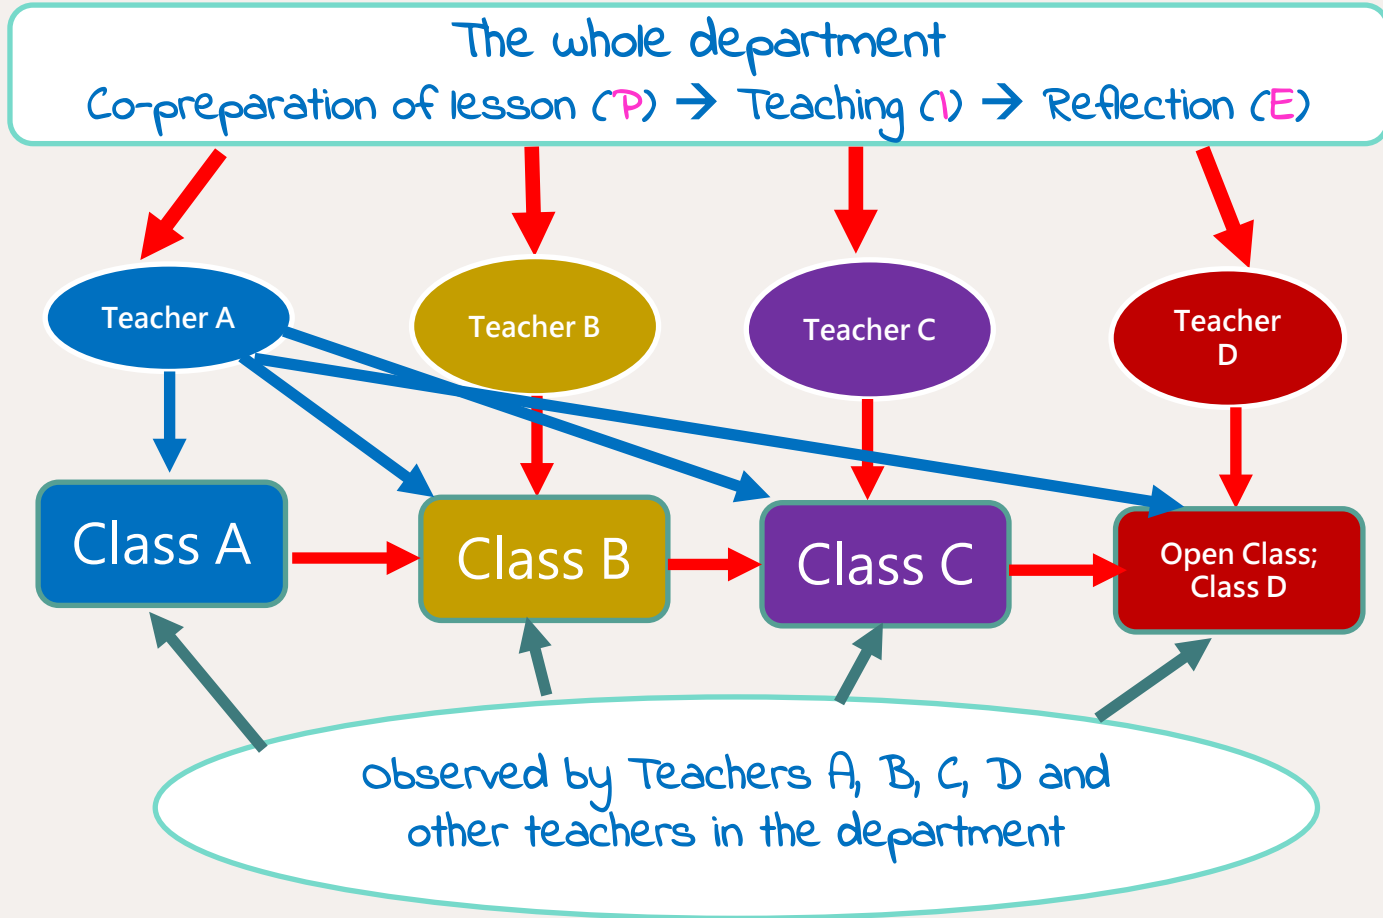 The whole department
Co-preparation of lesson (P) → Teaching (I) → Reflection (E)
Teacher A
Teacher B
Teacher C
Teacher
D
Class A
Class B
Class C
Open Class;
Class D
Observed by Teachers A, B, C, D and
other teachers in the department